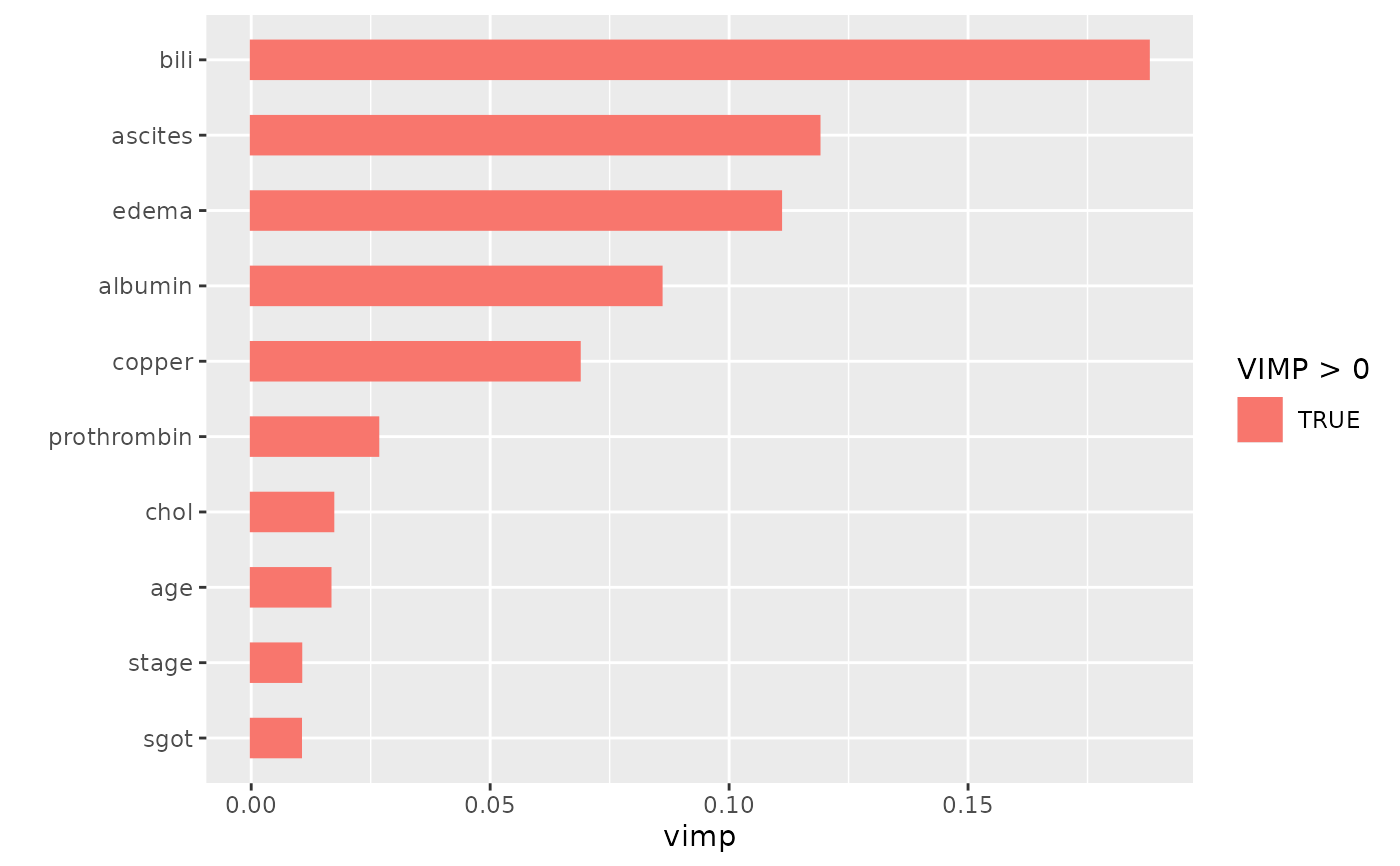 bili
ascites
edema
albumin
copper
prothrombin
chol
age
stage
sgot
0.00 0.05 0.10 0.15
vimp
VIMP > 0
TRUE